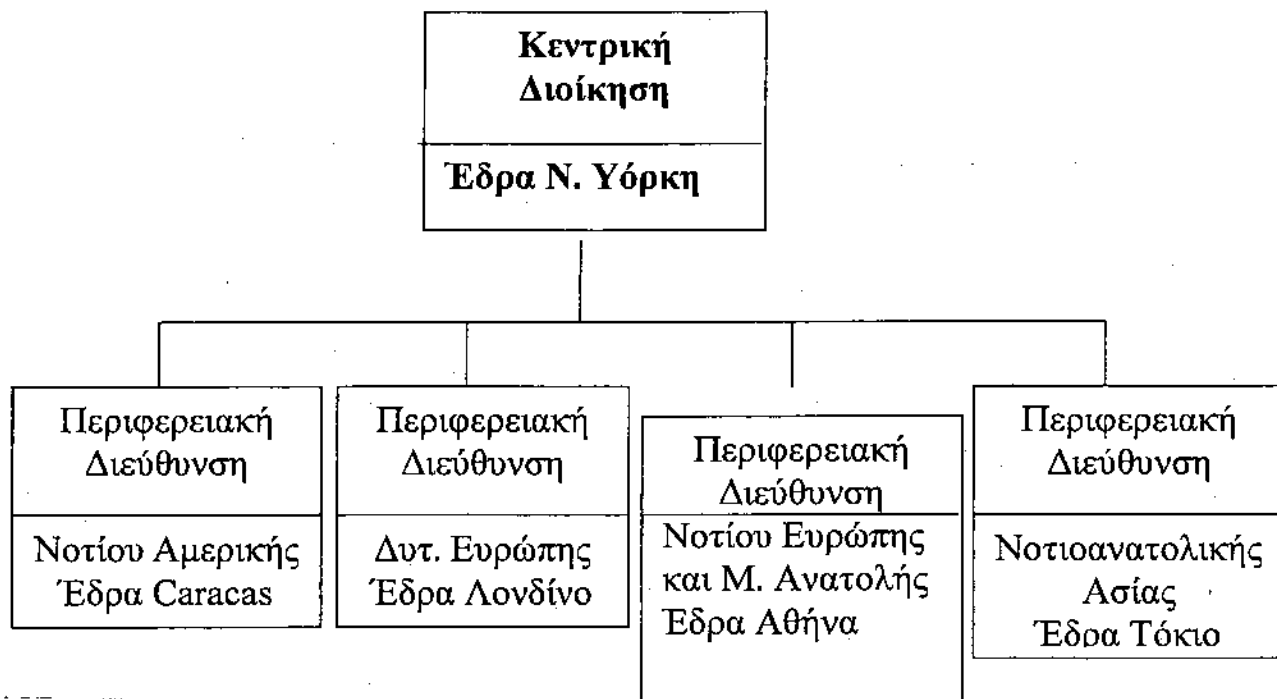 Κεντρική
Διοίκηση
Έδρα Ν. Υόρκη
Περιφερειακή
Διεύθυνση
Νοτίου Αμερικής
Έδρα Caracas
Περιφερειακή
Διεύθυνση
Δυτ. Ευρώπης
Έδρα Λονδίνο
Περιφερειακή
Διεύθυνση
Νοτίου Ευρώπης
και Μ. Ανατολής
Έδρα Αθήνα
Περιφερειακή
Διεύθυνση
Νοτιοανατολικής
Ασίας
Έδρα Τόκιο